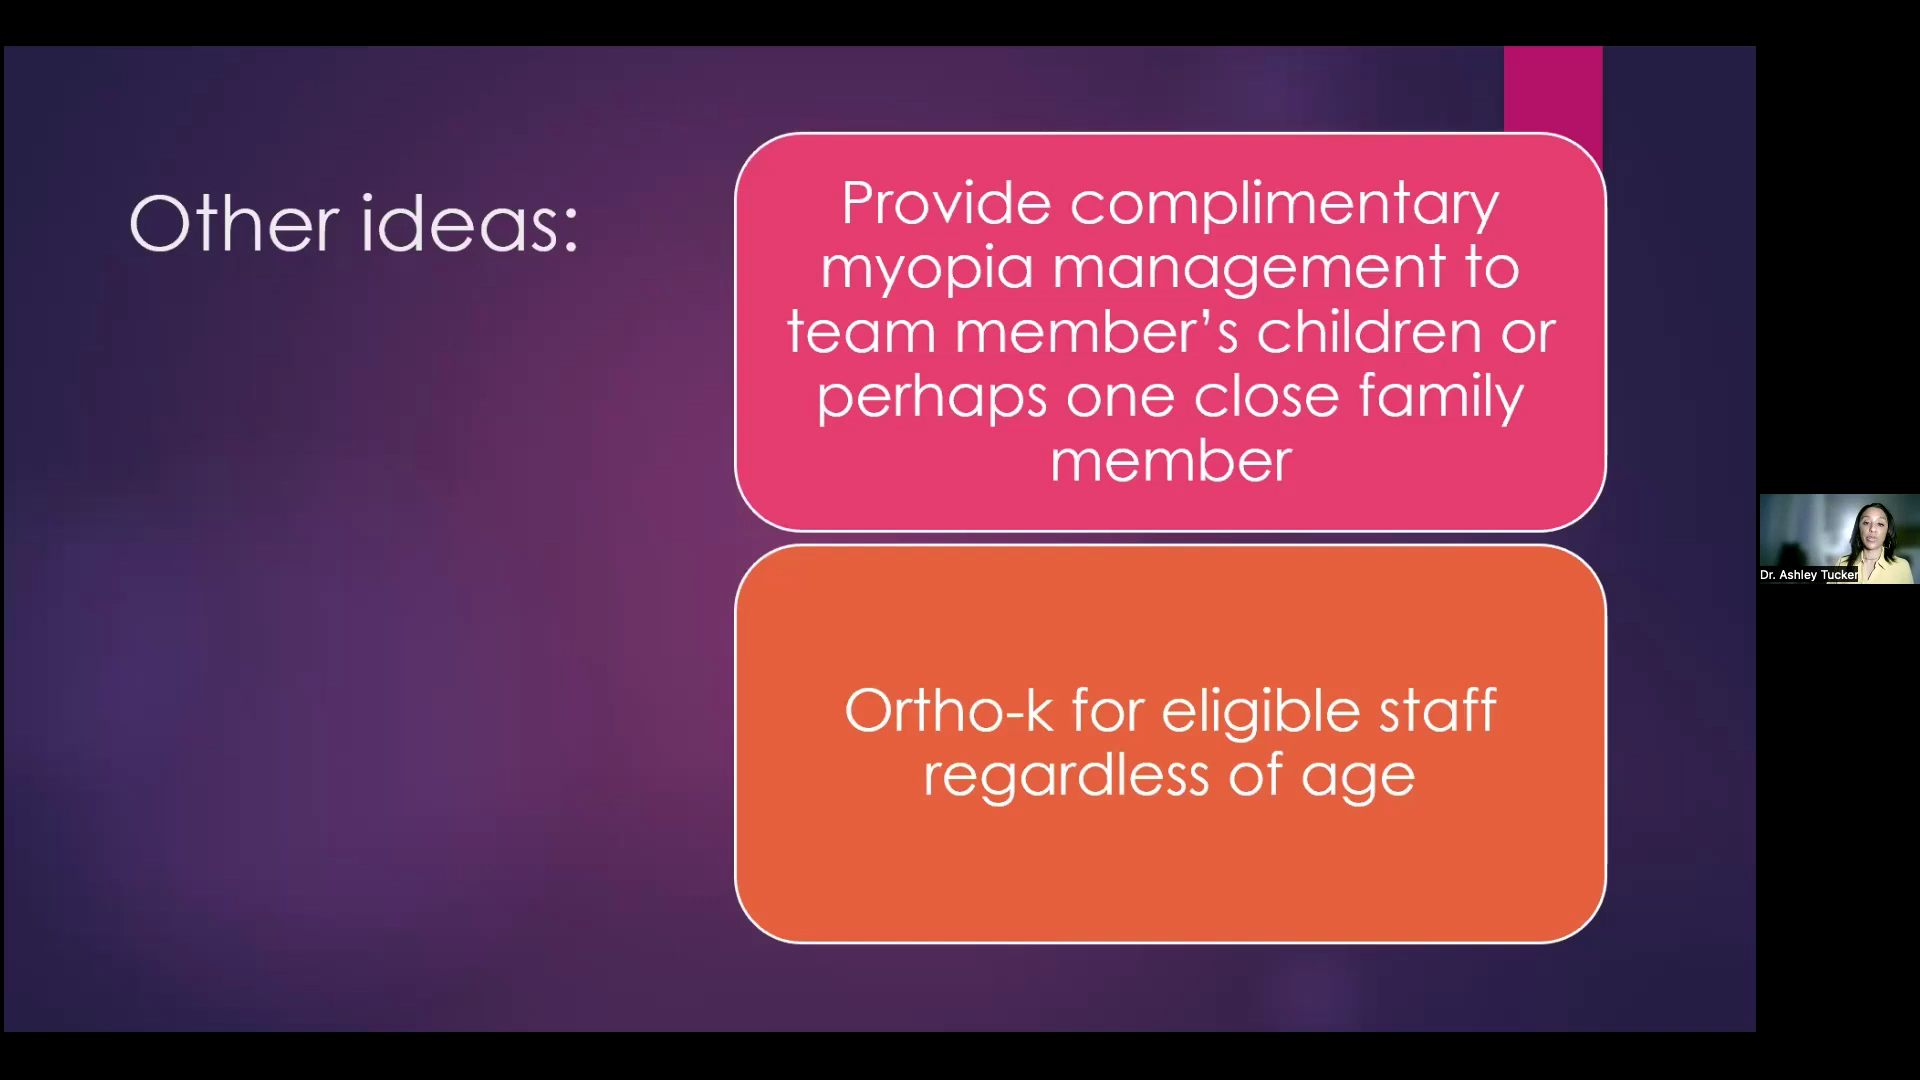 Other ideas:
Provide complimentary
myopia management to
team member’s children or
perhaps one close family
member
Ortho-k for eligible staff
regardless of age
Dr. Ashley Tucker